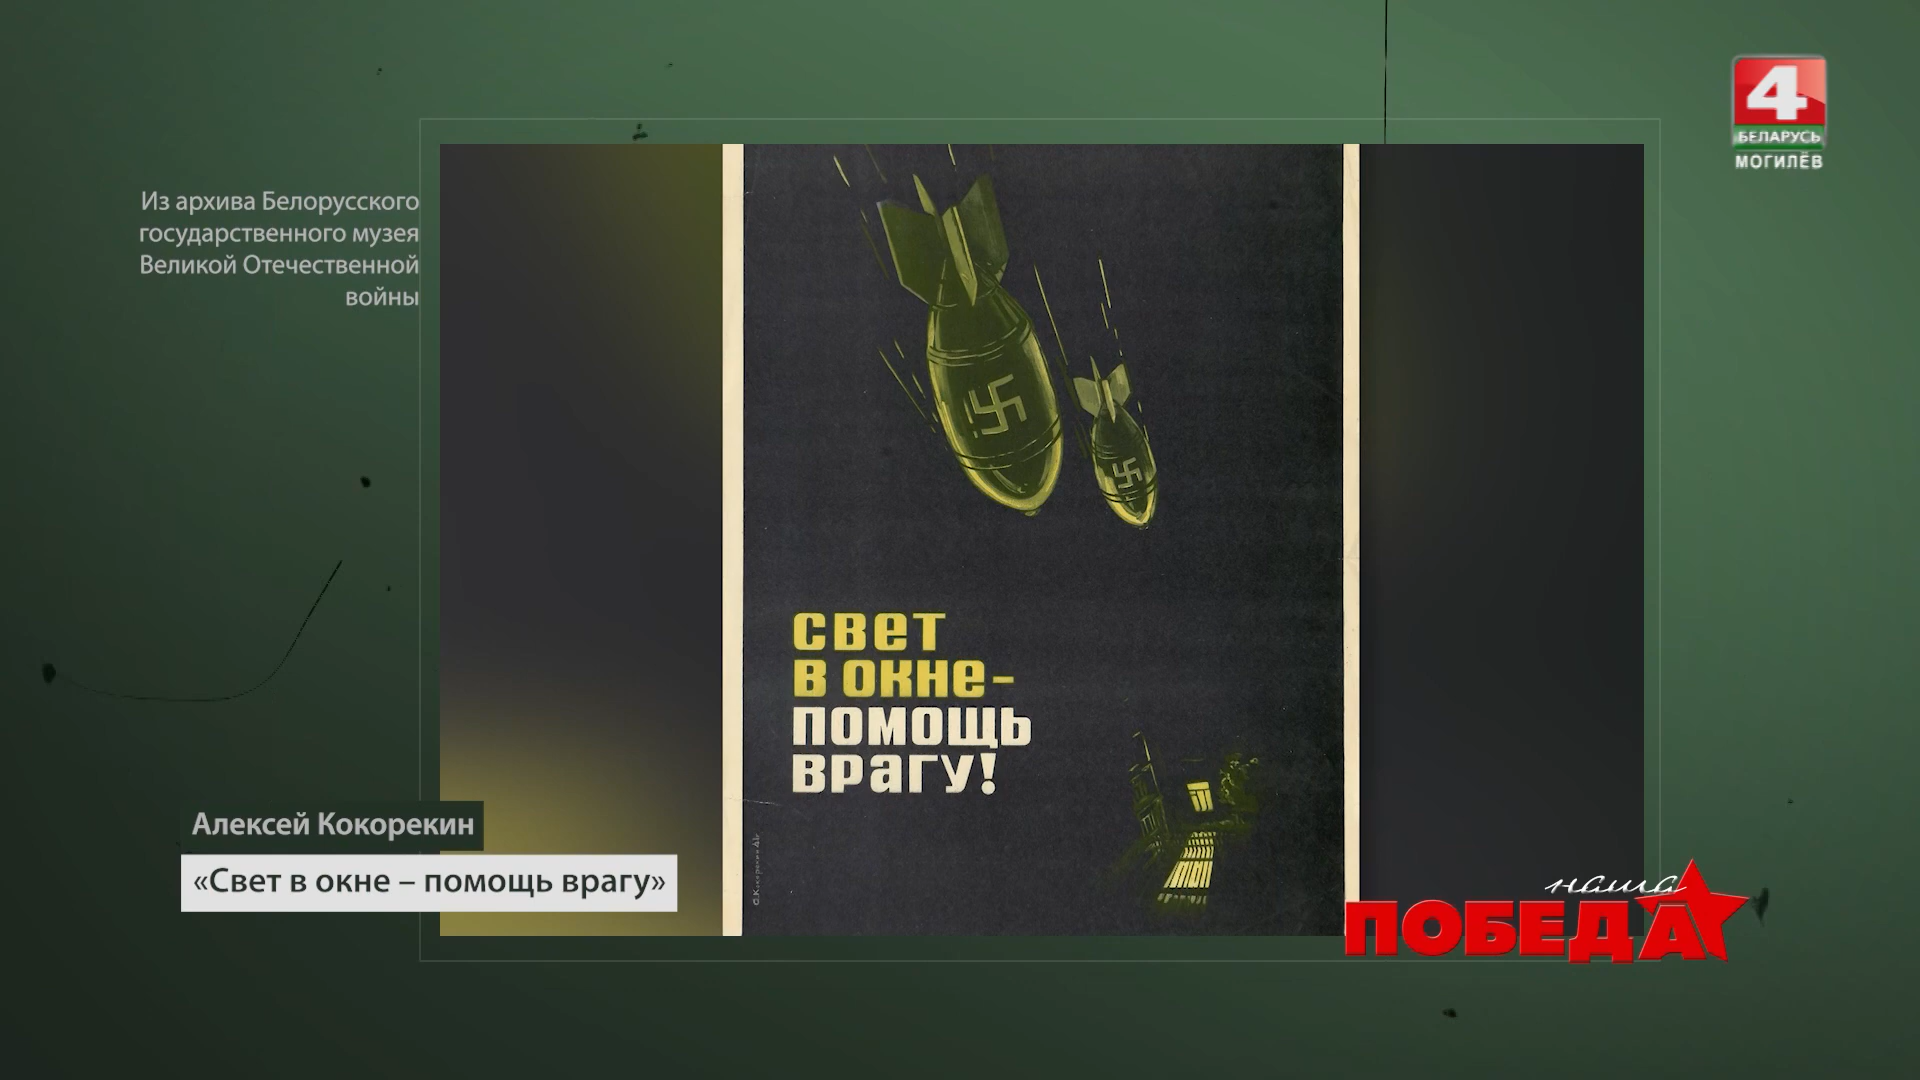 4
БЕЛАРУСЬ
МОГИЛЁВ
Из архива Белорусского
государственного музея
Великой Отечественной
войны
СВЕТ
В ОКНЕ-
ПОМОЩЬ
ВРАГУ!
Алексей Кокорекин
«Свет в окне – помощь врагу»
наша
ПОБЕДА